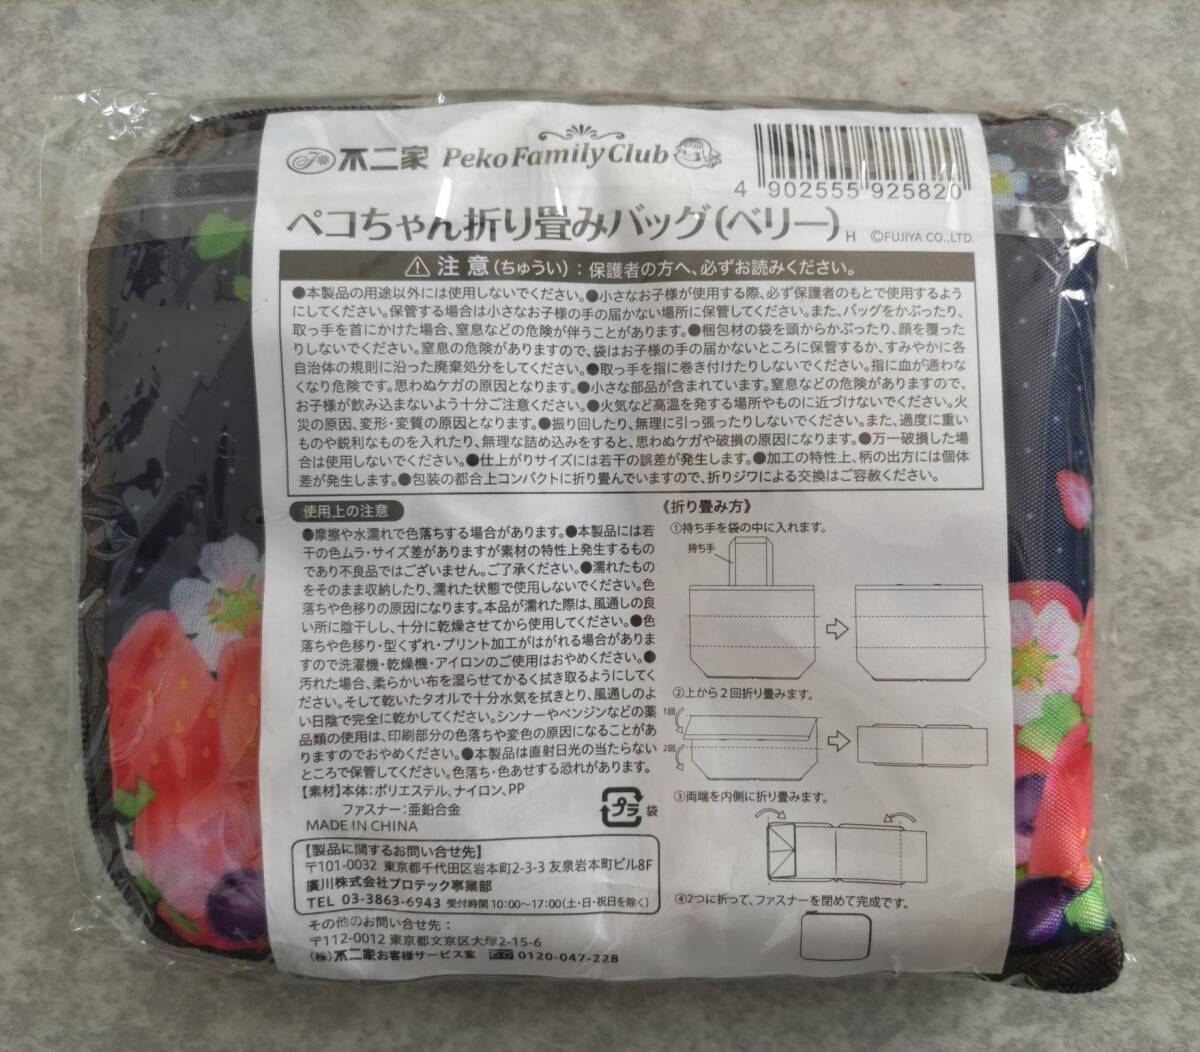 不二家 Peko Family Club
4 902555 925820
ペコちゃん折り畳みバッグ(ベリー) H ©FUJIYA CO.,LTD.
⚠ 注意(ちゅうい):保護者の方へ、必ずお読みください。
●本製品の用途以外には使用しないでください。●小さなお子様が使用する際、必ず保護者のもとで使用するよう
にしてください。保管する場合は小さなお子様の手の届かない場所に保管してください。また、バッグをかぶったり、
取っ手を首にかけた場合、窒息などの危険が伴うことがあります。●梱包材の袋を頭からかぶったり、顔を覆った
りしないでください。窒息の危険がありますので、袋はお子様の手の届かないところに保管するか、すみやかに各
自治体の規則に沿った廃棄処分をしてください。●取っ手を指に巻き付けたりしないでください。指に血が通わな
くなり危険です。思わぬケガの原因となります。●小さな部品が含まれています。窒息などの危険がありますので、
お子様が飲み込まないよう十分ご注意ください。●火気など高温を発する場所やものに近づけないでください。火
災の原因、変形・変質の原因となります。●振り回したり、無理に引っ張ったりしないでください。また、過度に重い
ものや鋭利なものを入れたり、無理な詰め込みをすると、思わぬケガや破損の原因になります。●万一破損した場
合は使用しないでください。●仕上がりサイズには若干の誤差が発生します。●加工の特性上、柄の出方には個体
差が発生します。●包装の都合上コンパクトに折り畳んでいますので、折りジワによる交換はご容赦ください。
使用上の注意
●摩擦や水濡れで色落ちする場合があります。●本製品には若
干の色ムラ・サイズ差がありますが素材の特性上発生するもの
であり不良品ではございません。ご了承ください。●濡れたもの
をそのまま収納したり、濡れた状態で使用しないでください。色
落ちや色移りの原因になります。本品が濡れた際は、風通しの良
い所に陰干しし、十分に乾燥させてから使用してください。●色
落ちや色移り・型くずれ・プリント加工がはがれる場合がありま
すので洗濯機・乾燥機・アイロンのご使用はおやめください。●
汚れた場合、柔らかい布を湿らせてかるく拭き取るようにしてく
ださい。そして乾いたタオルで十分水気を拭きとり、風通しのよ
い日陰で完全に乾かしてください。シンナーやベンジンなどの薬
品類の使用は、印刷部分の色落ちや変色の原因になることがあ
りますのでおやめください。●本製品は直射日光の当たらない
ところで保管してください。色落ち・色あせする恐れがあります。
【素材】本体:ポリエステル、ナイロン、PP
ファスナー:亜鉛合金
MADE IN CHINA
プラ 袋
【製品に関するお問い合せ先】
〒101-0032 東京都千代田区岩本町2-3-3 友泉岩本町ビル8F
廣川株式会社プロテック事業部
TEL 03-3863-6943 受付時間 10:00〜17:00(土・日・祝日を除く)
その他のお問い合せ先:
〒112-0012 東京都文京区大塚2-15-6
(株)不二家お客様サービス室 0120-047-228
《折り畳み方》
①持ち手を袋の中に入れます。
持ち手
②上から2回折り畳みます。
1回
2回
③両端を内側に折り畳みます。
④2つに折って、ファスナーを閉めて完成です。